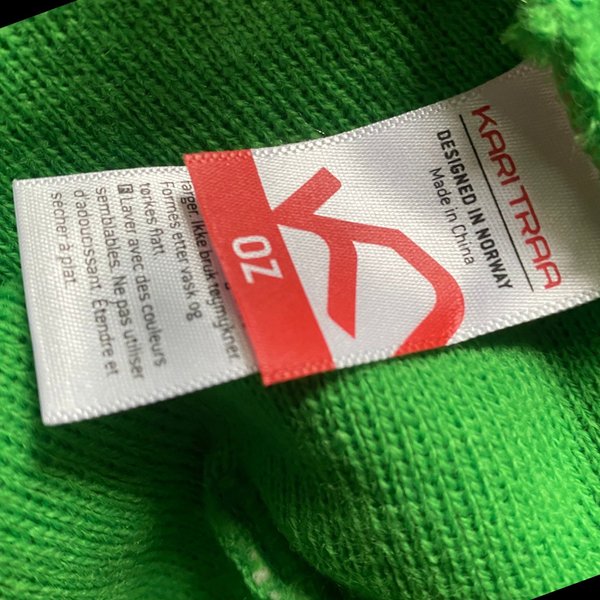 KARI TRAA
DESIGNED IN NORWAY
Made in China
OZ
farger. Ikke bruk tøymykner
Formes etter vask og
tørkes flatt
F Laver avec des couleurs
semblables. Ne pas utiliser
d'adoucissant. Étendre et
sécher à plat.